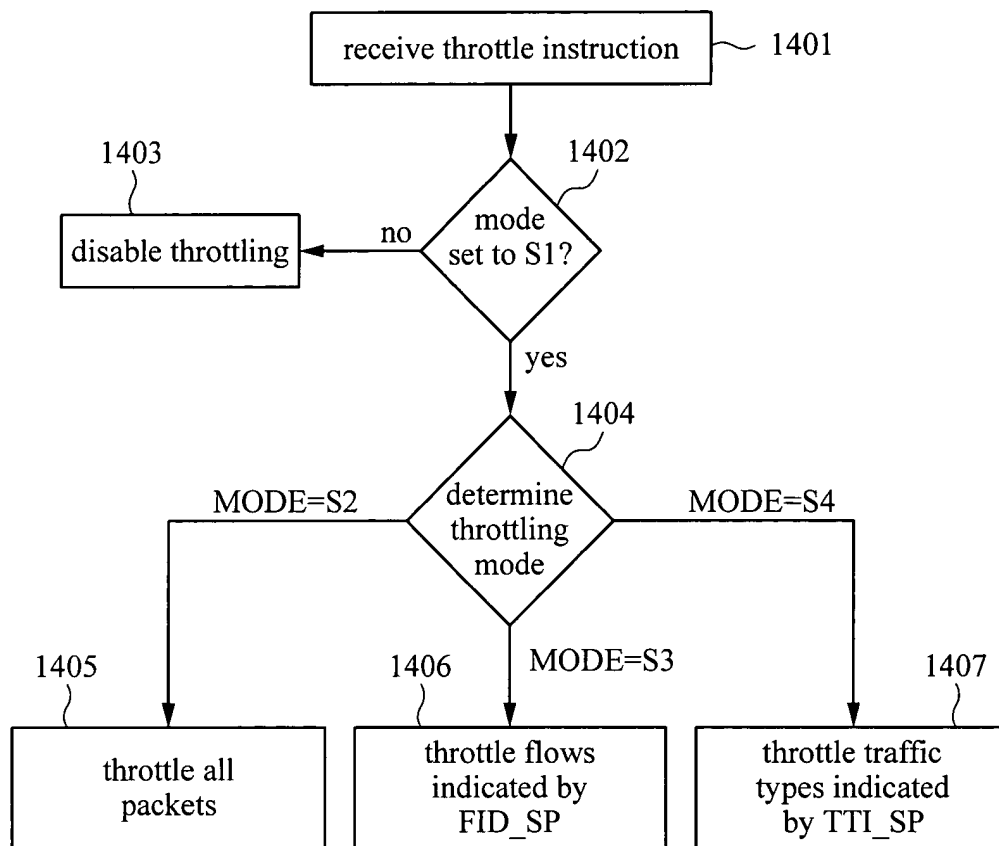 receive throttle instruction
1401
1402
1403
mode
set to S1?
no
disable throttling
yes
1404
determine
throttling
mode
MODE=S2
MODE=S4
MODE=S3
1405
throttle all
packets
1406
throttle flows
indicated by
FID_SP
1407
throttle traffic
types indicated
by TTI_SP